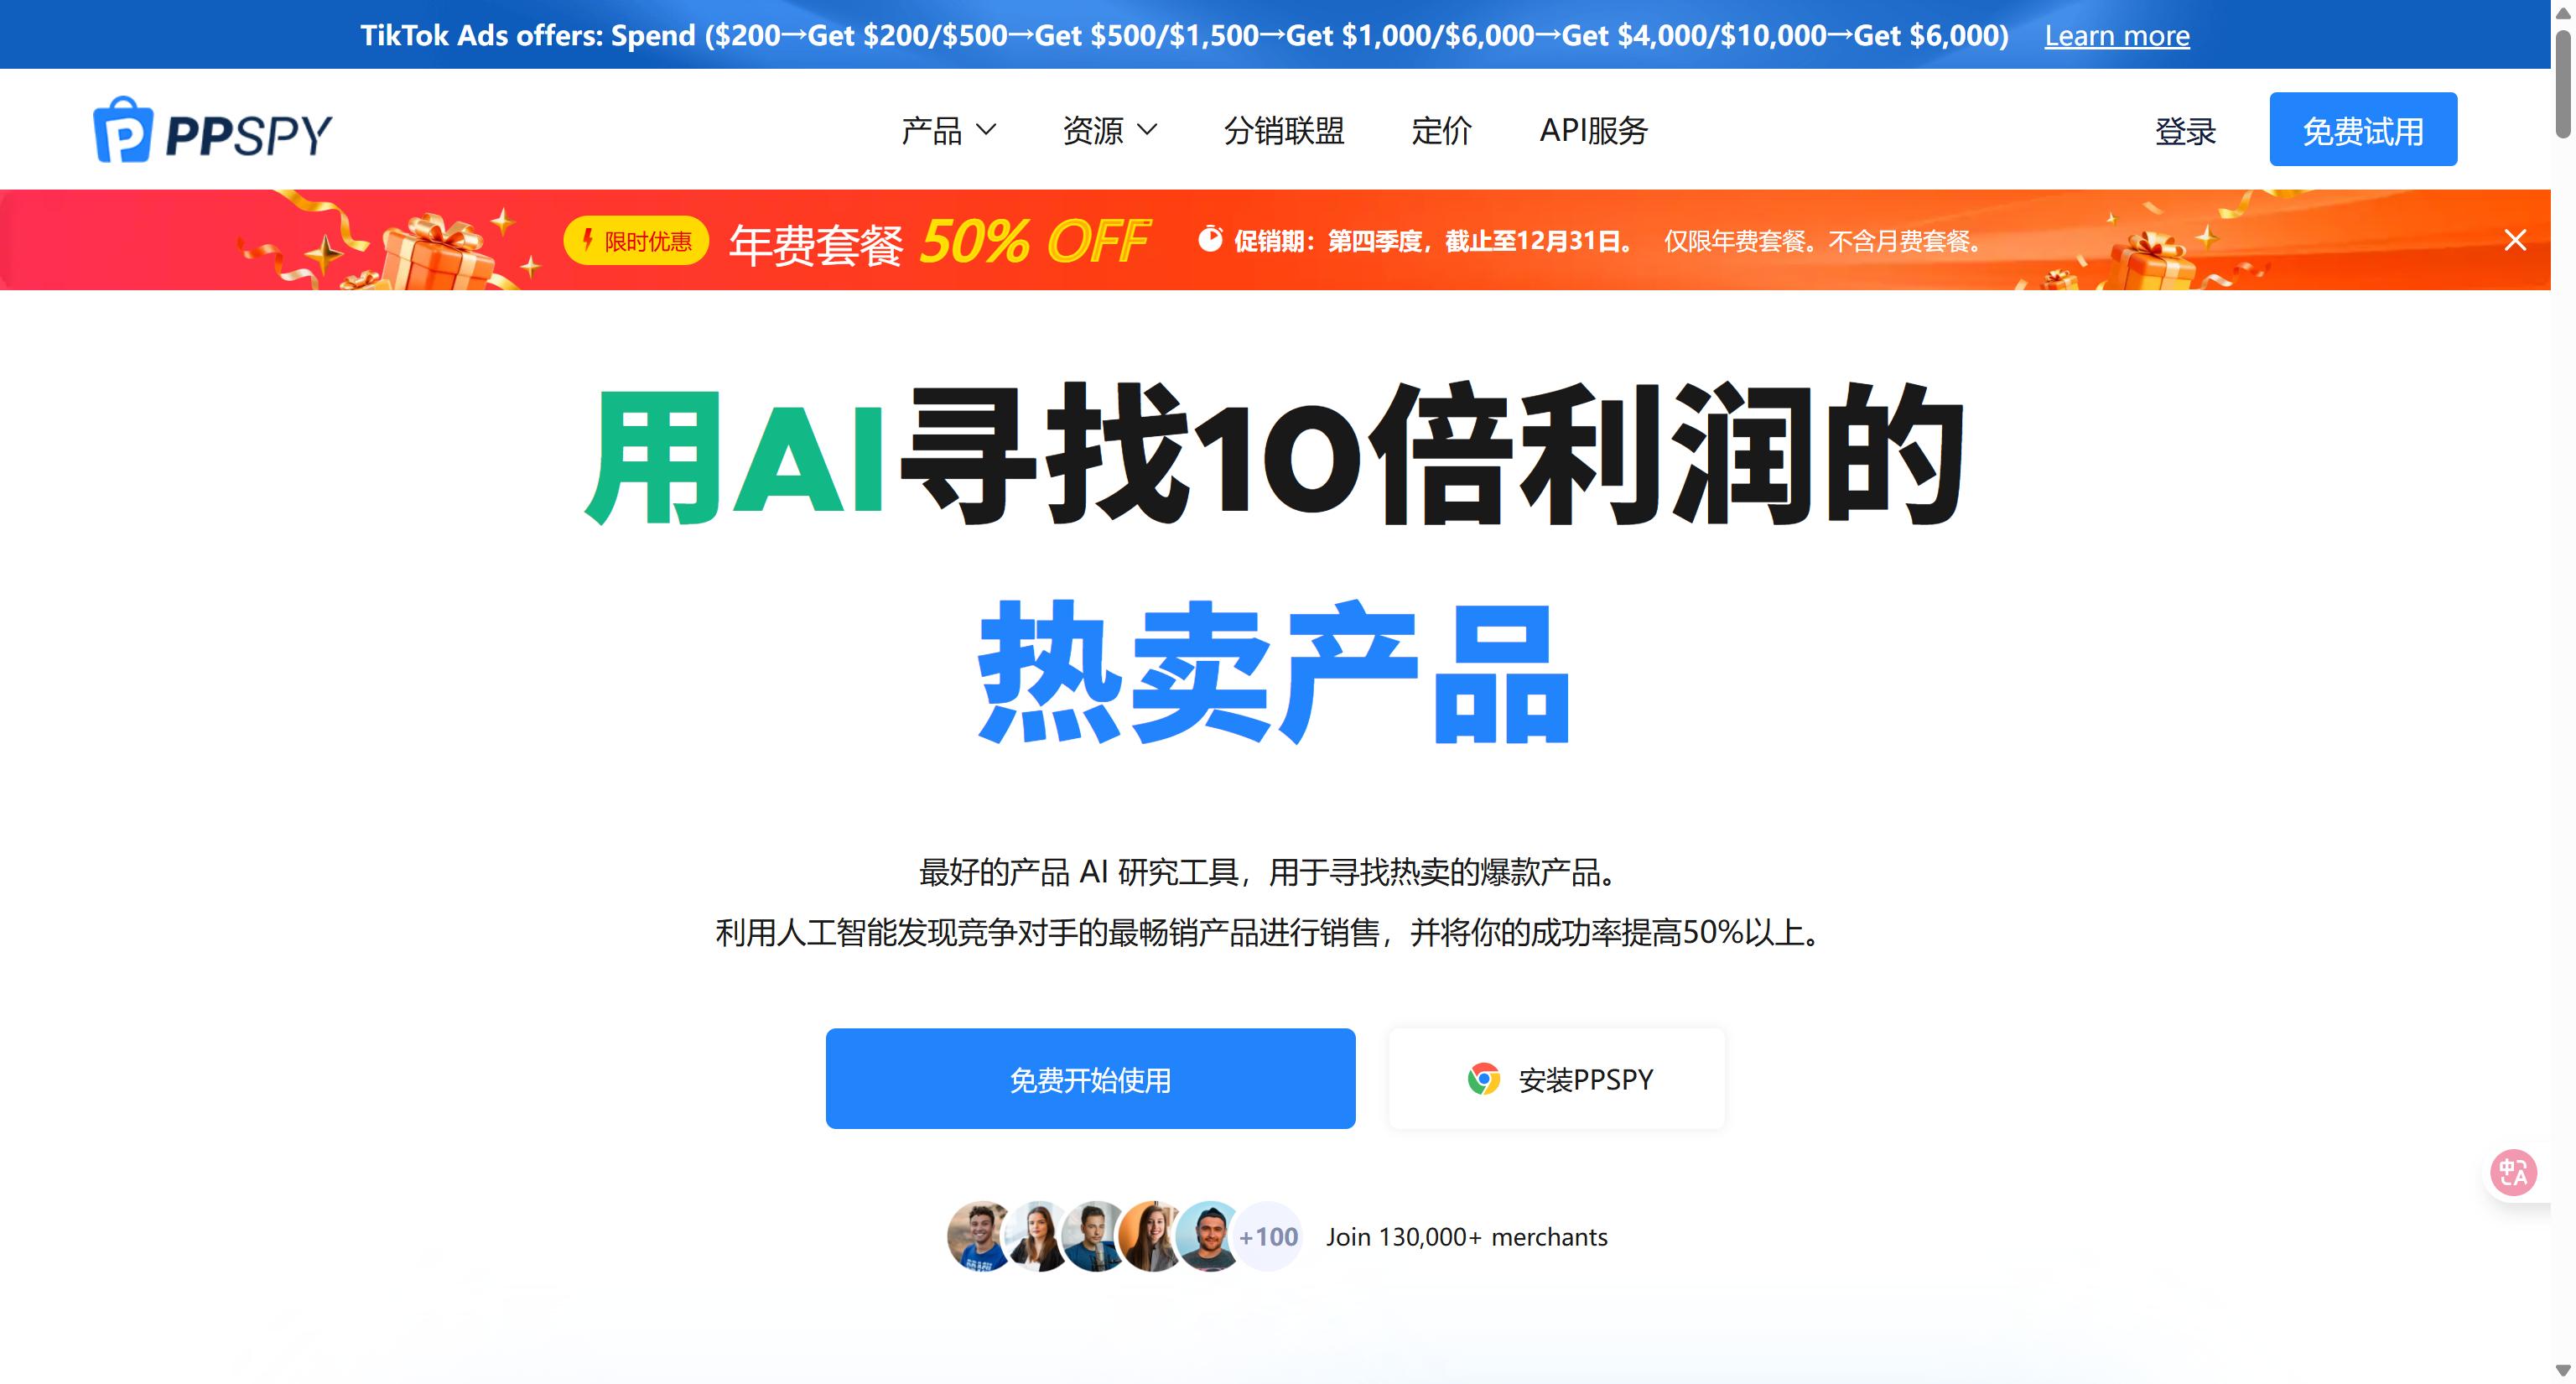 TikTok Ads offers: Spend ($200→Get $200/$500→Get $500/$1,500→Get $1,000/$6,000→Get $4,000/$10,000→Get $6,000) Learn more
PPSPY 产品 资源 分销联盟 定价 API服务 登录 免费试用
限时优惠 年费套餐 50% OFF 促销期：第四季度，截止至12月31日。 仅限年费套餐。不含月费套餐。
用AI寻找10倍利润的
热卖产品
最好的产品 AI 研究工具，用于寻找热卖的爆款产品。
利用人工智能发现竞争对手的最畅销产品进行销售，并将你的成功率提高50%以上。
免费开始使用 安装PPSPY
+100 Join 130,000+ merchants